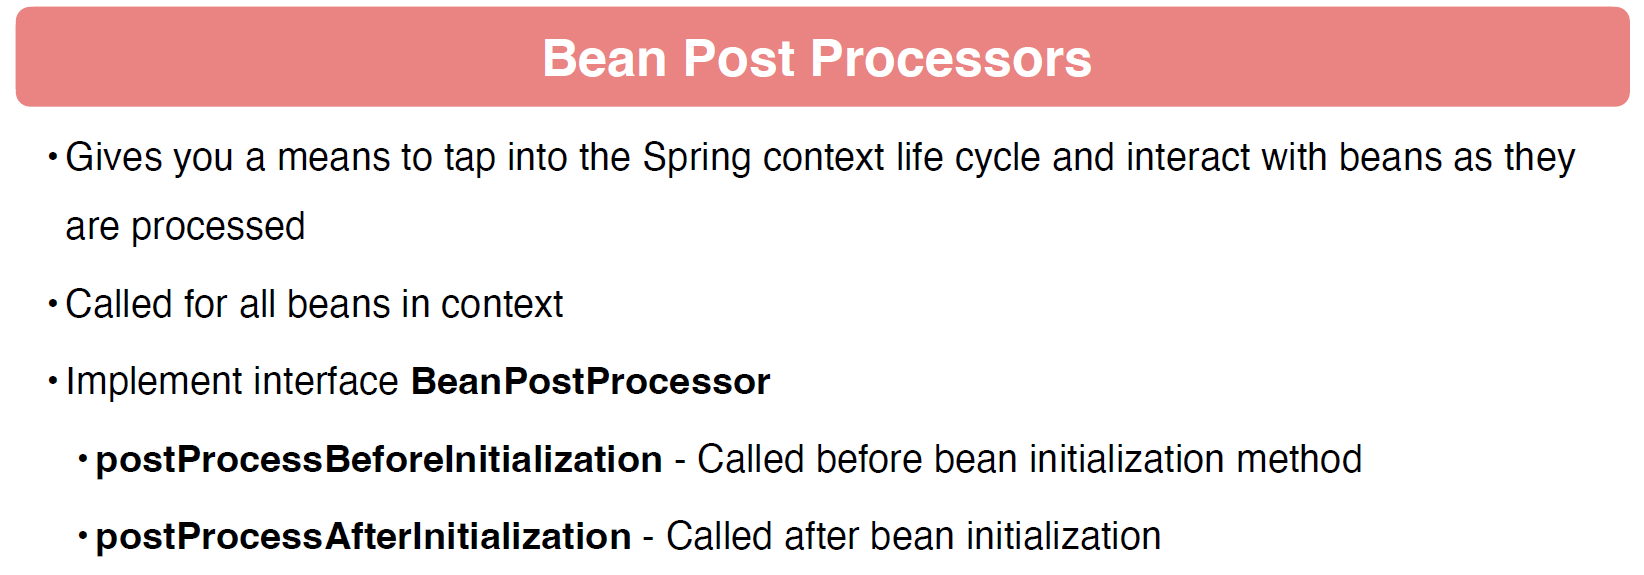 Bean Post Processors
• Gives you a means to tap into the Spring context life cycle and interact with beans as they
are processed
• Called for all beans in context
• Implement interface BeanPostProcessor
• postProcessBeforeInitialization - Called before bean initialization method
• postProcessAfterInitialization - Called after bean initialization